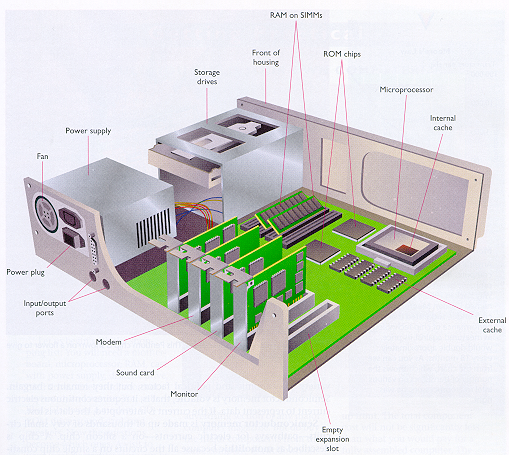 RAM on SIMMs
Front of
housing
ROM chips
Storage
drives
Microprocessor
Internal
cache
Power supply
Fan
Power plug
Input/output
ports
Modem
Sound card
Monitor
External
cache
Empty
expansion
slot